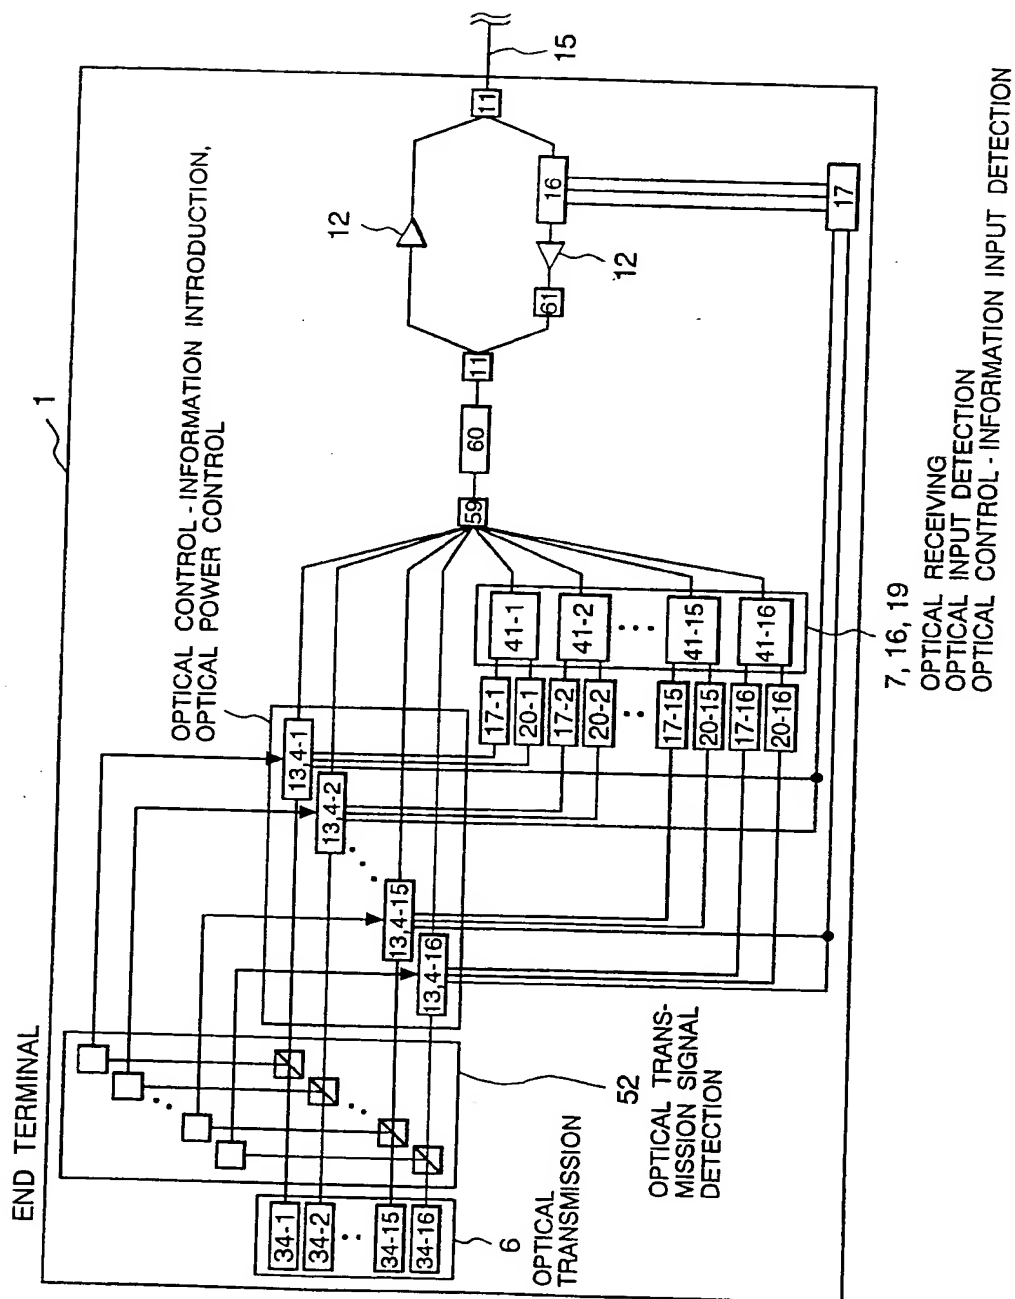 END TERMINAL
1
OPTICAL CONTROL-INFORMATION INTRODUCTION,
OPTICAL POWER CONTROL
34-1
34-2
34-15
34-16
6
OPTICAL
TRANSMISSION
52
OPTICAL TRANS-
MISSION SIGNAL
DETECTION
13,4-1
13,4-2
13,4-15
13,4-16
17-1
20-1
17-2
20-2
17-15
20-15
17-16
20-16
41-1
41-2
41-15
41-16
59
60
11
12
61
12
16
11
15
17
7, 16, 19
OPTICAL RECEIVING
OPTICAL INPUT DETECTION
OPTICAL CONTROL-INFORMATION INPUT DETECTION